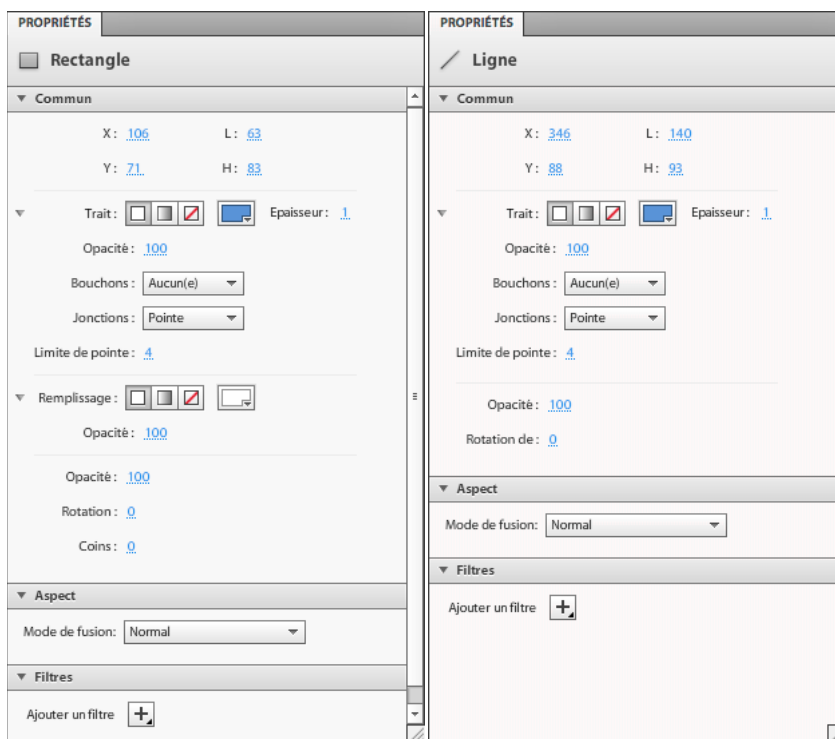 PROPRIÉTÉS
Rectangle
Commun
X: 106 L: 63
Y: 71 H: 83
Trait: Epaisseur: 1
Opacité: 100
Bouchons: Aucun(e)
Jonctions: Pointe
Limite de pointe: 4
Remplissage:
Opacité: 100
Opacité: 100
Rotation: 0
Coins: 0
Aspect
Mode de fusion: Normal
Filtres
Ajouter un filtre
PROPRIÉTÉS
Ligne
Commun
X: 346 L: 140
Y: 88 H: 93
Trait: Epaisseur: 1
Opacité: 100
Bouchons: Aucun(e)
Jonctions: Pointe
Limite de pointe: 4
Opacité: 100
Rotation de: 0
Aspect
Mode de fusion: Normal
Filtres
Ajouter un filtre